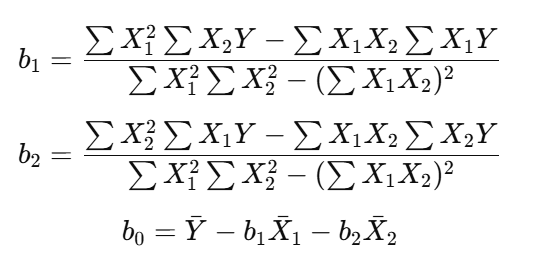 b₁ = (∑ X₁² ∑ X₂Y − ∑ X₁X₂ ∑ X₁Y) / (∑ X₁² ∑ X₂² − (∑ X₁X₂)²)
b₂ = (∑ X₂² ∑ X₁Y − ∑ X₁X₂ ∑ X₂Y) / (∑ X₁² ∑ X₂² − (∑ X₁X₂)²)
b₀ = Ȳ − b₁X̄₁ − b₂X̄₂